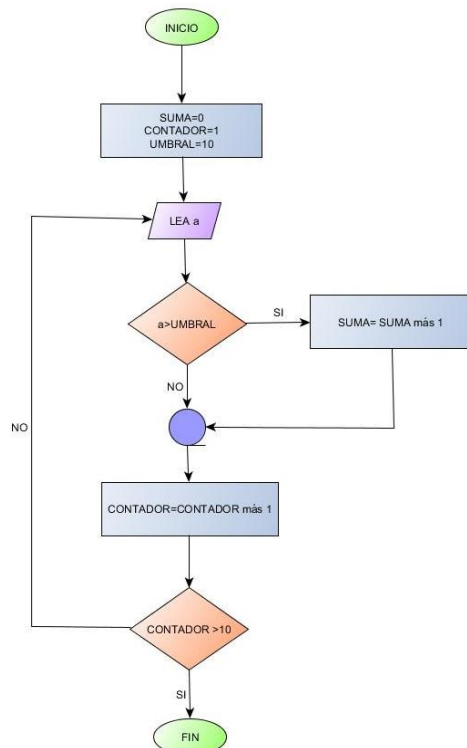 INICIO
SUMA=0
CONTADOR=1
UMBRAL=10
LEA a
a>UMBRAL
SI
SUMA= SUMA más 1
NO
NO
CONTADOR=CONTADOR más 1
CONTADOR >10
SI
FIN